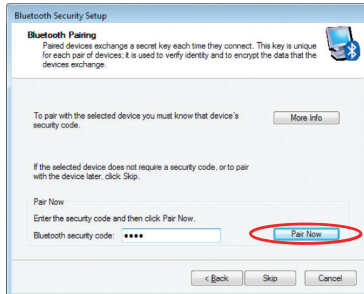 Bluetooth Security Setup
Bluetooth Pairing
Paired devices exchange a secret key each time they connect. This key is unique
for each pair of devices; it is used to verify identity and to encrypt the data that the
devices exchange.
To pair with the selected device you must know that device's
security code.
More Info
If the selected device does not require a security code, or to pair
with the device later, click Skip.
Pair Now
Enter the security code and then click Pair Now.
Bluetooth security code: ••••
Pair Now
< Back
Skip
Cancel